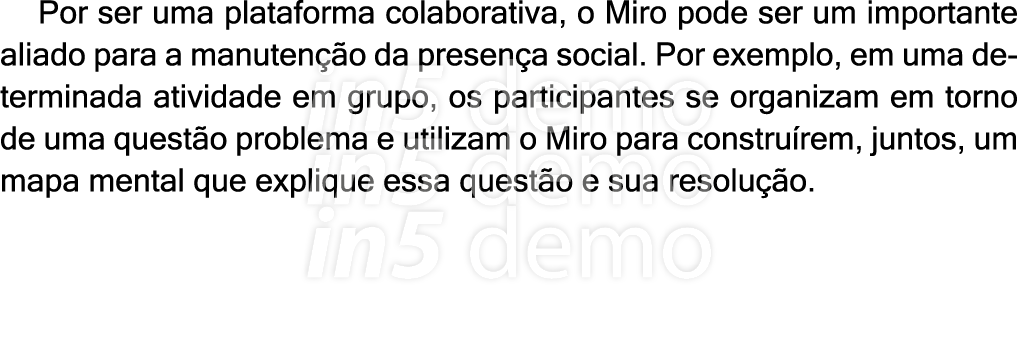 Por ser uma plataforma colaborativa, o Miro pode ser um importante
aliado para a manutenção da presença social. Por exemplo, em uma de-
terminada atividade em grupo, os participantes se organizam em torno
de uma questão problema e utilizam o Miro para construírem, juntos, um
mapa mental que explique essa questão e sua resolução.
in5 demo
in5 demo
in5 demo